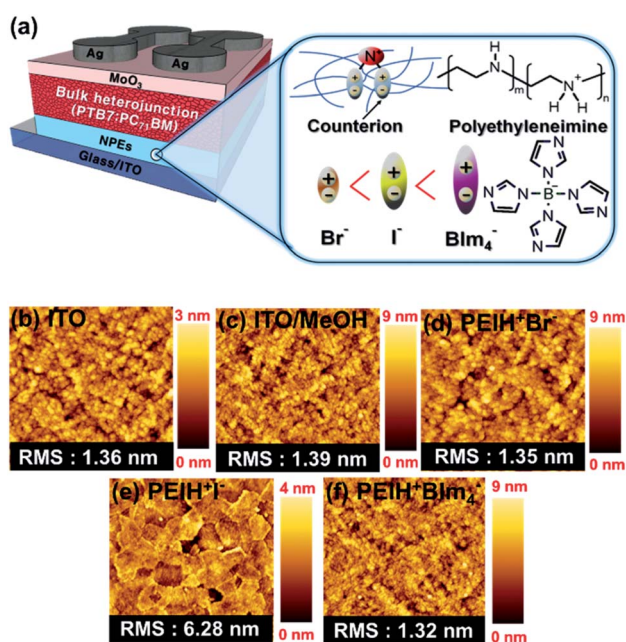 (a)
Ag
Ag
MoO₃
Bulk heterojunction
(PTB7:PC₇₁BM)
NPEs
Glass/ITO
N⁺
+ +
− −
Counterion
H
N
m
N⁺
H H
n
Polyethyleneimine
+
−
<
+
−
<
+
−
Br⁻
I⁻
BIm₄⁻
N
N
N
N
B⁻
N
N
N
N
(b) ITO
3 nm
0 nm
RMS : 1.36 nm
(c) ITO/MeOH
9 nm
0 nm
RMS : 1.39 nm
(d) PEIH⁺Br⁻
9 nm
0 nm
RMS : 1.35 nm
(e) PEIH⁺I⁻
4 nm
0 nm
RMS : 6.28 nm
(f) PEIH⁺BIm₄⁻
9 nm
0 nm
RMS : 1.32 nm